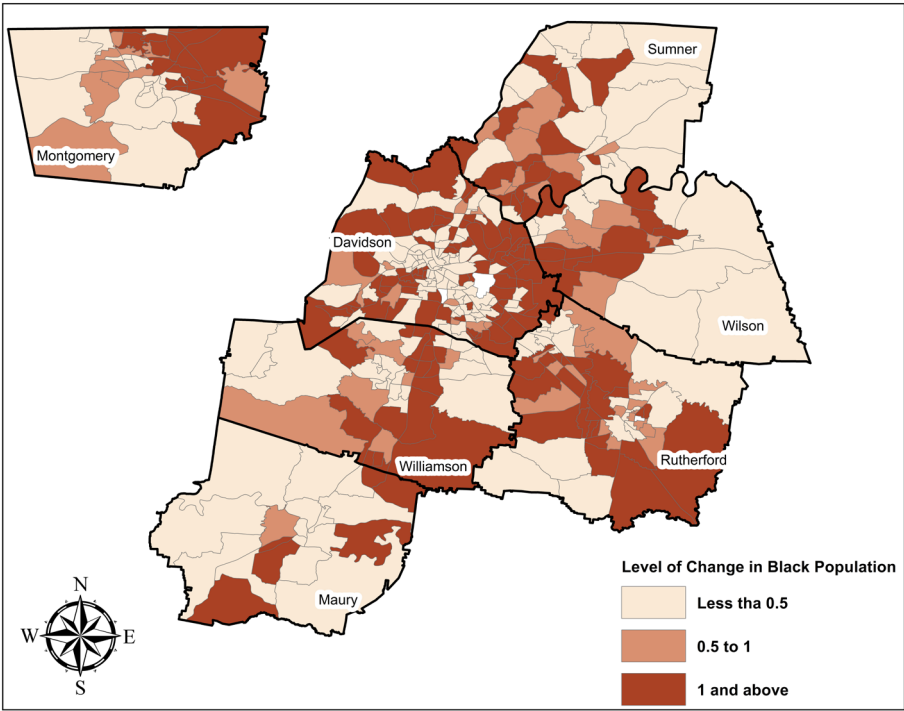 Sumner
Montgomery
Davidson
Wilson
Williamson
Rutherford
Maury
Level of Change in Black Population
Less tha 0.5
0.5 to 1
1 and above
N
W
E
S